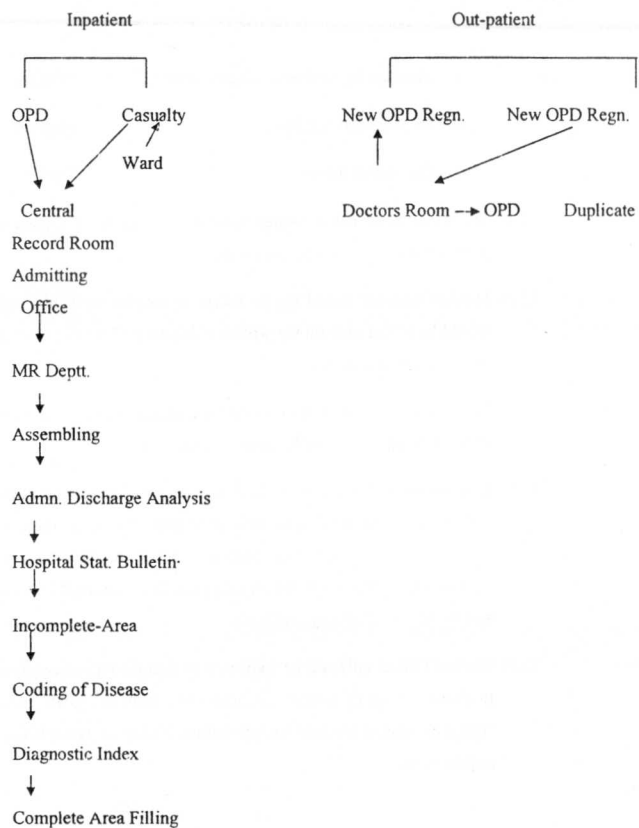 Inpatient
Out-patient
OPD
Casualty
New OPD Regn.
New OPD Regn.
Ward
Central
Doctors Room
OPD
Duplicate
Record Room
Admitting
Office
MR Deptt.
Assembling
Admn. Discharge Analysis
Hospital Stat. Bulletin
Incomplete-Area
Coding of Disease
Diagnostic Index
Complete Area Filling